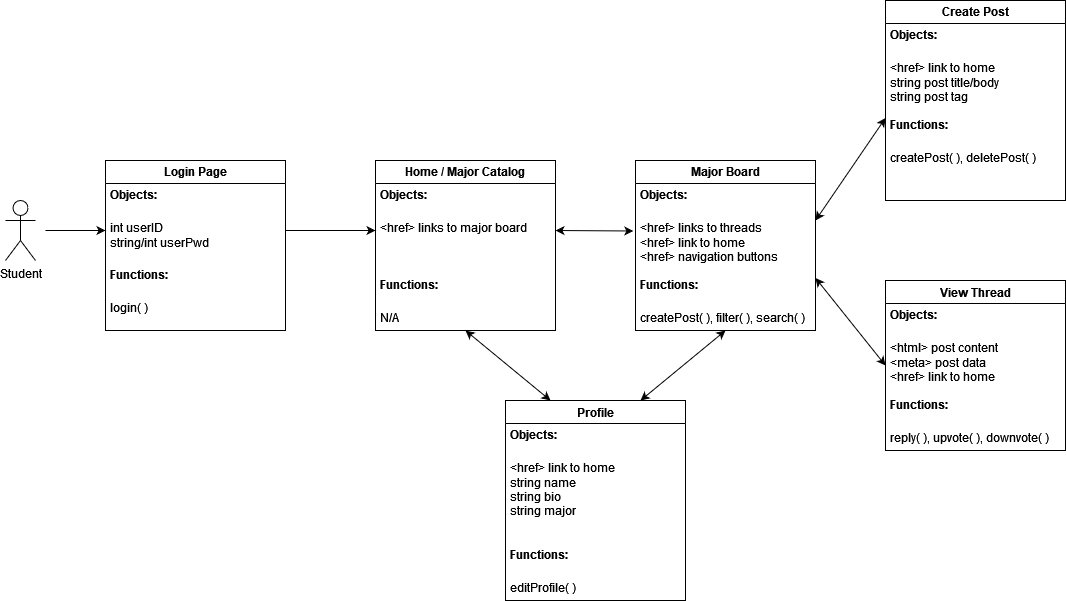 Student
Login Page
Objects:
int userID
string/int userPwd
Functions:
login( )
Home / Major Catalog
Objects:
<href> links to major board
Functions:
N/A
Major Board
Objects:
<href> links to threads
<href> link to home
<href> navigation buttons
Functions:
createPost( ), filter( ), search( )
Create Post
Objects:
<href> link to home
string post title/body
string post tag
Functions:
createPost( ), deletePost( )
View Thread
Objects:
<html> post content
<meta> post data
<href> link to home
Functions:
reply( ), upvote( ), downvote( )
Profile
Objects:
<href> link to home
string name
string bio
string major
Functions:
editProfile( )